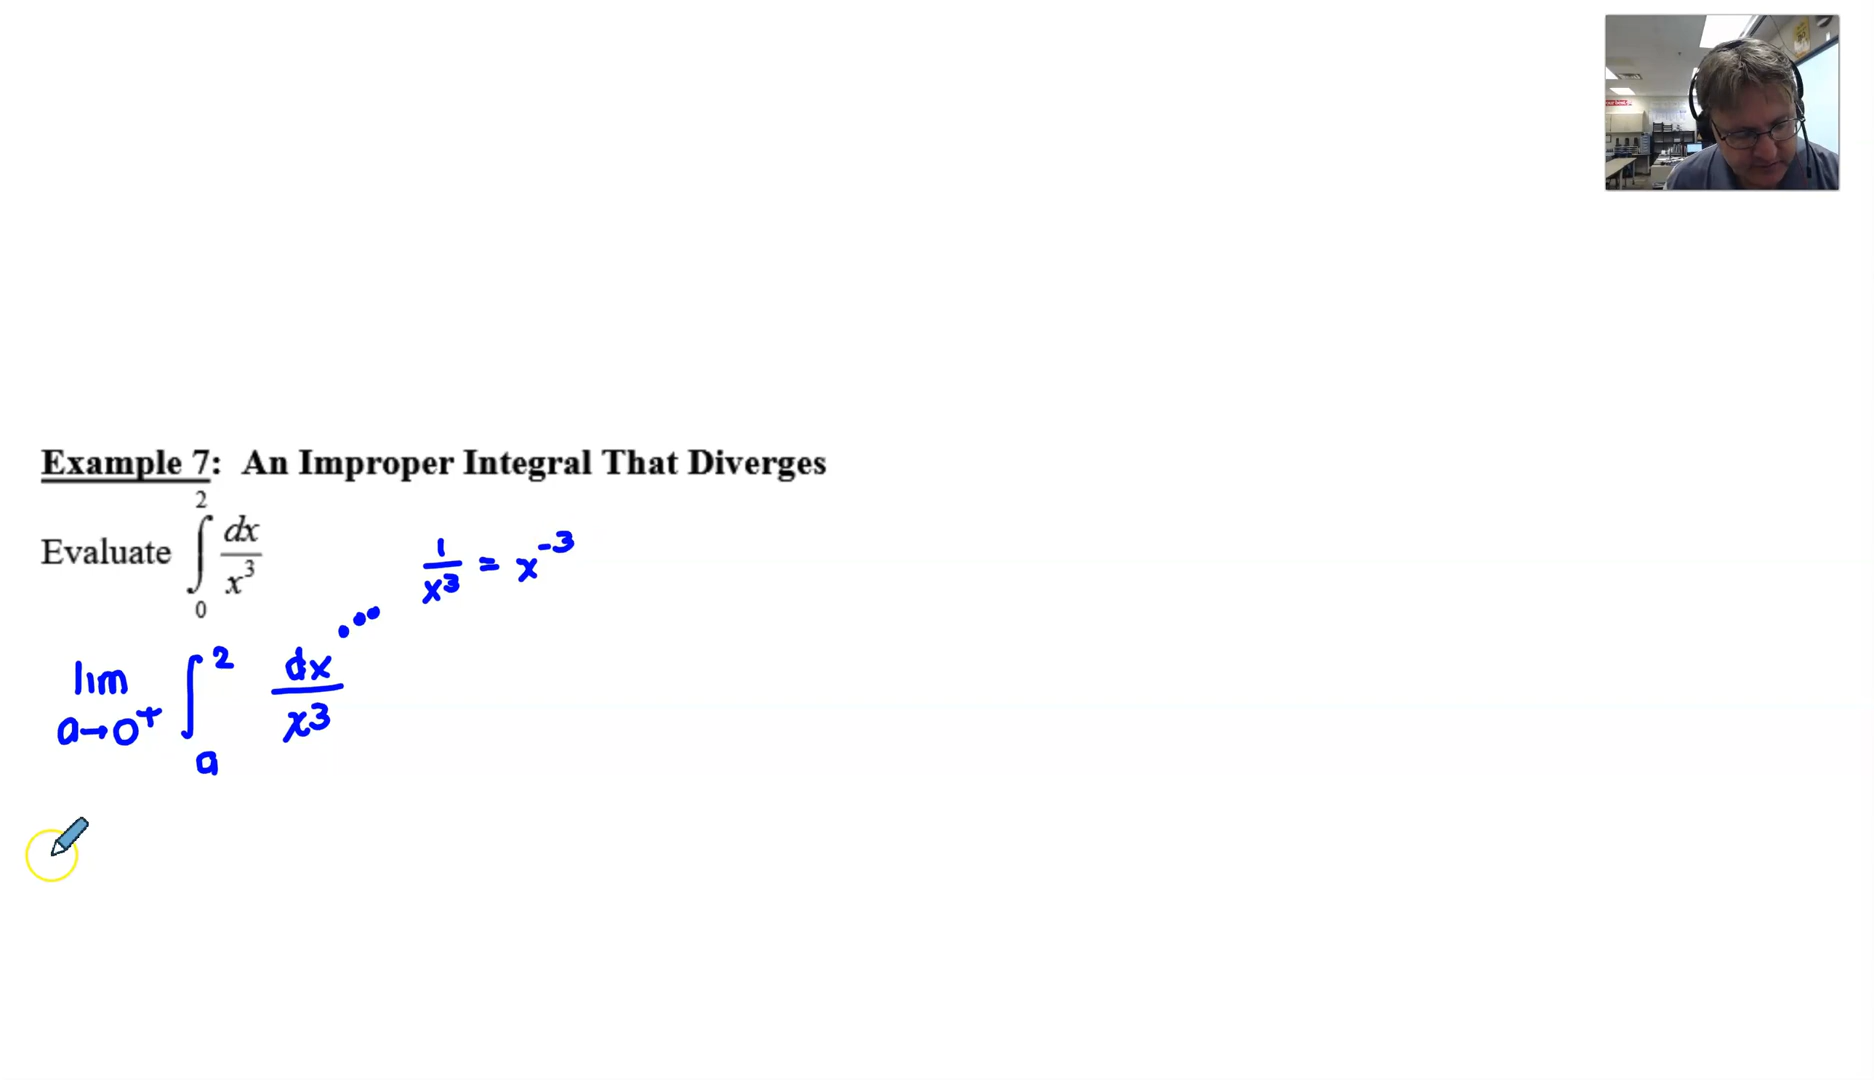 Example 7: An Improper Integral That Diverges
Evaluate ∫₀² dx/x³
1/x³ = x⁻³
lim a→0⁺ ∫ₐ² dx/x³